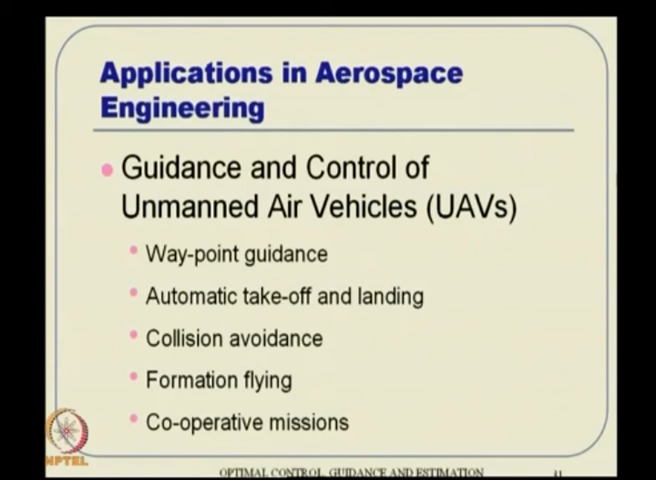 Applications in Aerospace
Engineering
Guidance and Control of
Unmanned Air Vehicles (UAVs)
Way-point guidance
Automatic take-off and landing
Collision avoidance
Formation flying
Co-operative missions
NPTEL
OPTIMAL CONTROL, GUIDANCE AND ESTIMATION